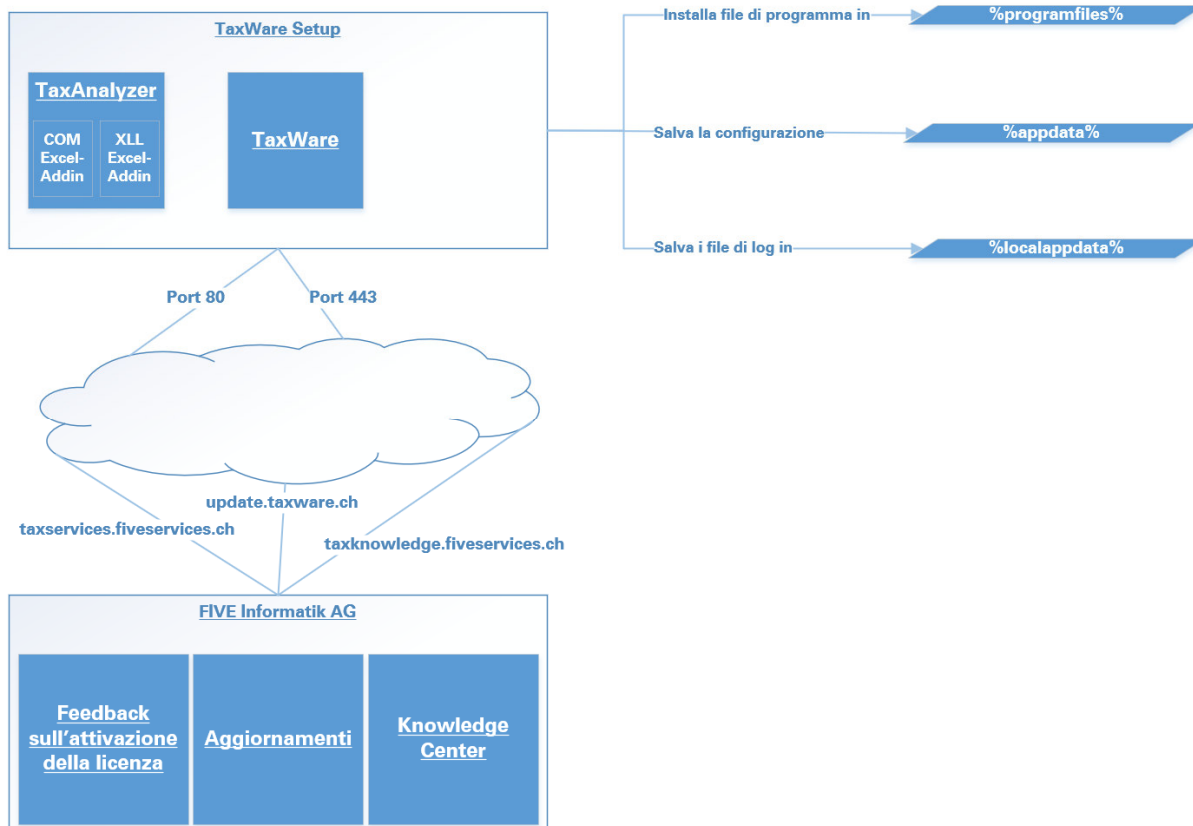 TaxWare Setup
TaxAnalyzer
COM
Excel-
Addin
XLL
Excel-
Addin
TaxWare
Installa file di programma in
%programfiles%
Salva la configurazione
%appdata%
Salva i file di log in
%localappdata%
Port 80
Port 443
update.taxware.ch
taxservices.fiveservices.ch
taxknowledge.fiveservices.ch
FIVE Informatik AG
Feedback
sull'attivazione
della licenza
Aggiornamenti
Knowledge
Center